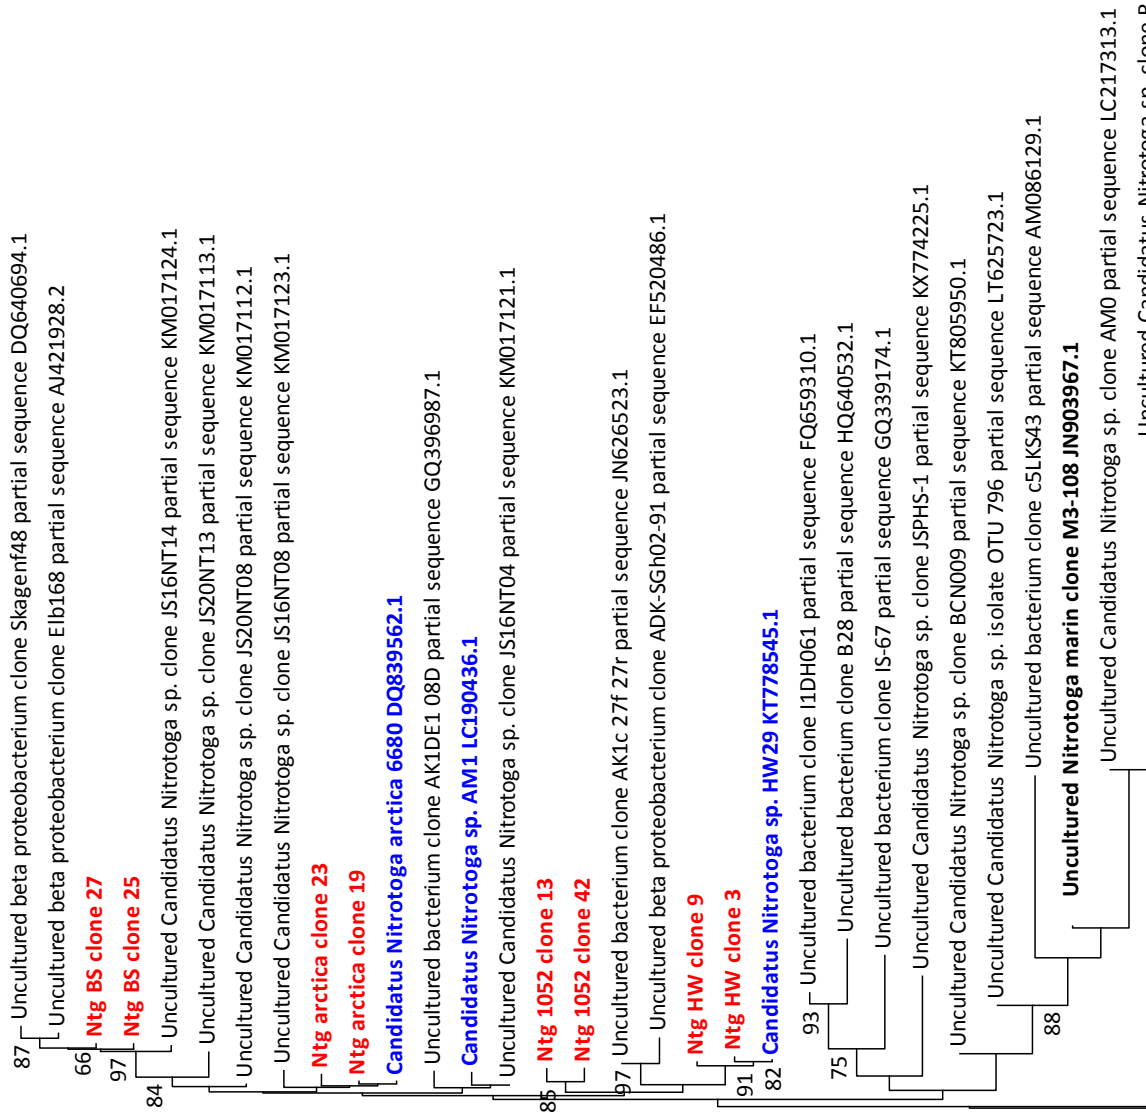 Uncultured beta proteobacterium clone Skagenf48 partial sequence DQ640694.1
87
Uncultured beta proteobacterium clone Elb168 partial sequence AJ421928.2
66
Ntg BS clone 27
97
Ntg BS clone 25
84
Uncultured Candidatus Nitrotoga sp. clone JS16NT14 partial sequence KM017124.1
Uncultured Candidatus Nitrotoga sp. clone JS20NT13 partial sequence KM017113.1
Uncultured Candidatus Nitrotoga sp. clone JS20NT08 partial sequence KM017112.1
Uncultured Candidatus Nitrotoga sp. clone JS16NT08 partial sequence KM017123.1
Ntg arctica clone 23
Ntg arctica clone 19
Candidatus Nitrotoga arctica 6680 DQ839562.1
Uncultured bacterium clone AK1DE1 08D partial sequence GQ396987.1
Candidatus Nitrotoga sp. AM1 LC190436.1
Uncultured Candidatus Nitrotoga sp. clone JS16NT04 partial sequence KM017121.1
85
Ntg 1052 clone 13
Ntg 1052 clone 42
Uncultured bacterium clone AK1c 27f 27r partial sequence JN626523.1
97
Uncultured beta proteobacterium clone ADK-SGh02-91 partial sequence EF520486.1
Ntg HW clone 9
91
Ntg HW clone 3
82
Candidatus Nitrotoga sp. HW29 KT778545.1
93
Uncultured bacterium clone I1DH061 partial sequence FQ659310.1
75
Uncultured bacterium clone B28 partial sequence HQ640532.1
Uncultured bacterium clone IS-67 partial sequence GQ339174.1
Uncultured Candidatus Nitrotoga sp. clone JSPHS-1 partial sequence KX774225.1
Uncultured Candidatus Nitrotoga sp. clone BCN009 partial sequence KT805950.1
Uncultured Candidatus Nitrotoga sp. isolate OTU 796 partial sequence LT625723.1
Uncultured bacterium clone c5LKS43 partial sequence AM086129.1
88
Uncultured Nitrotoga marin clone M3-108 JN903967.1
Uncultured Candidatus Nitrotoga sp. clone AM0 partial sequence LC217313.1
Uncultured Candidatus Nitrotoga sp. clone